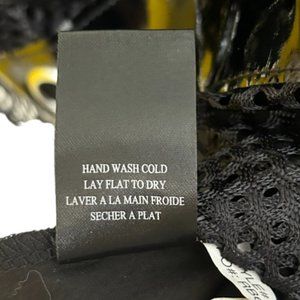 HAND WASH COLD
LAY FLAT TO DRY
LAVER A LA MAIN FROIDE
SECHER A PLAT